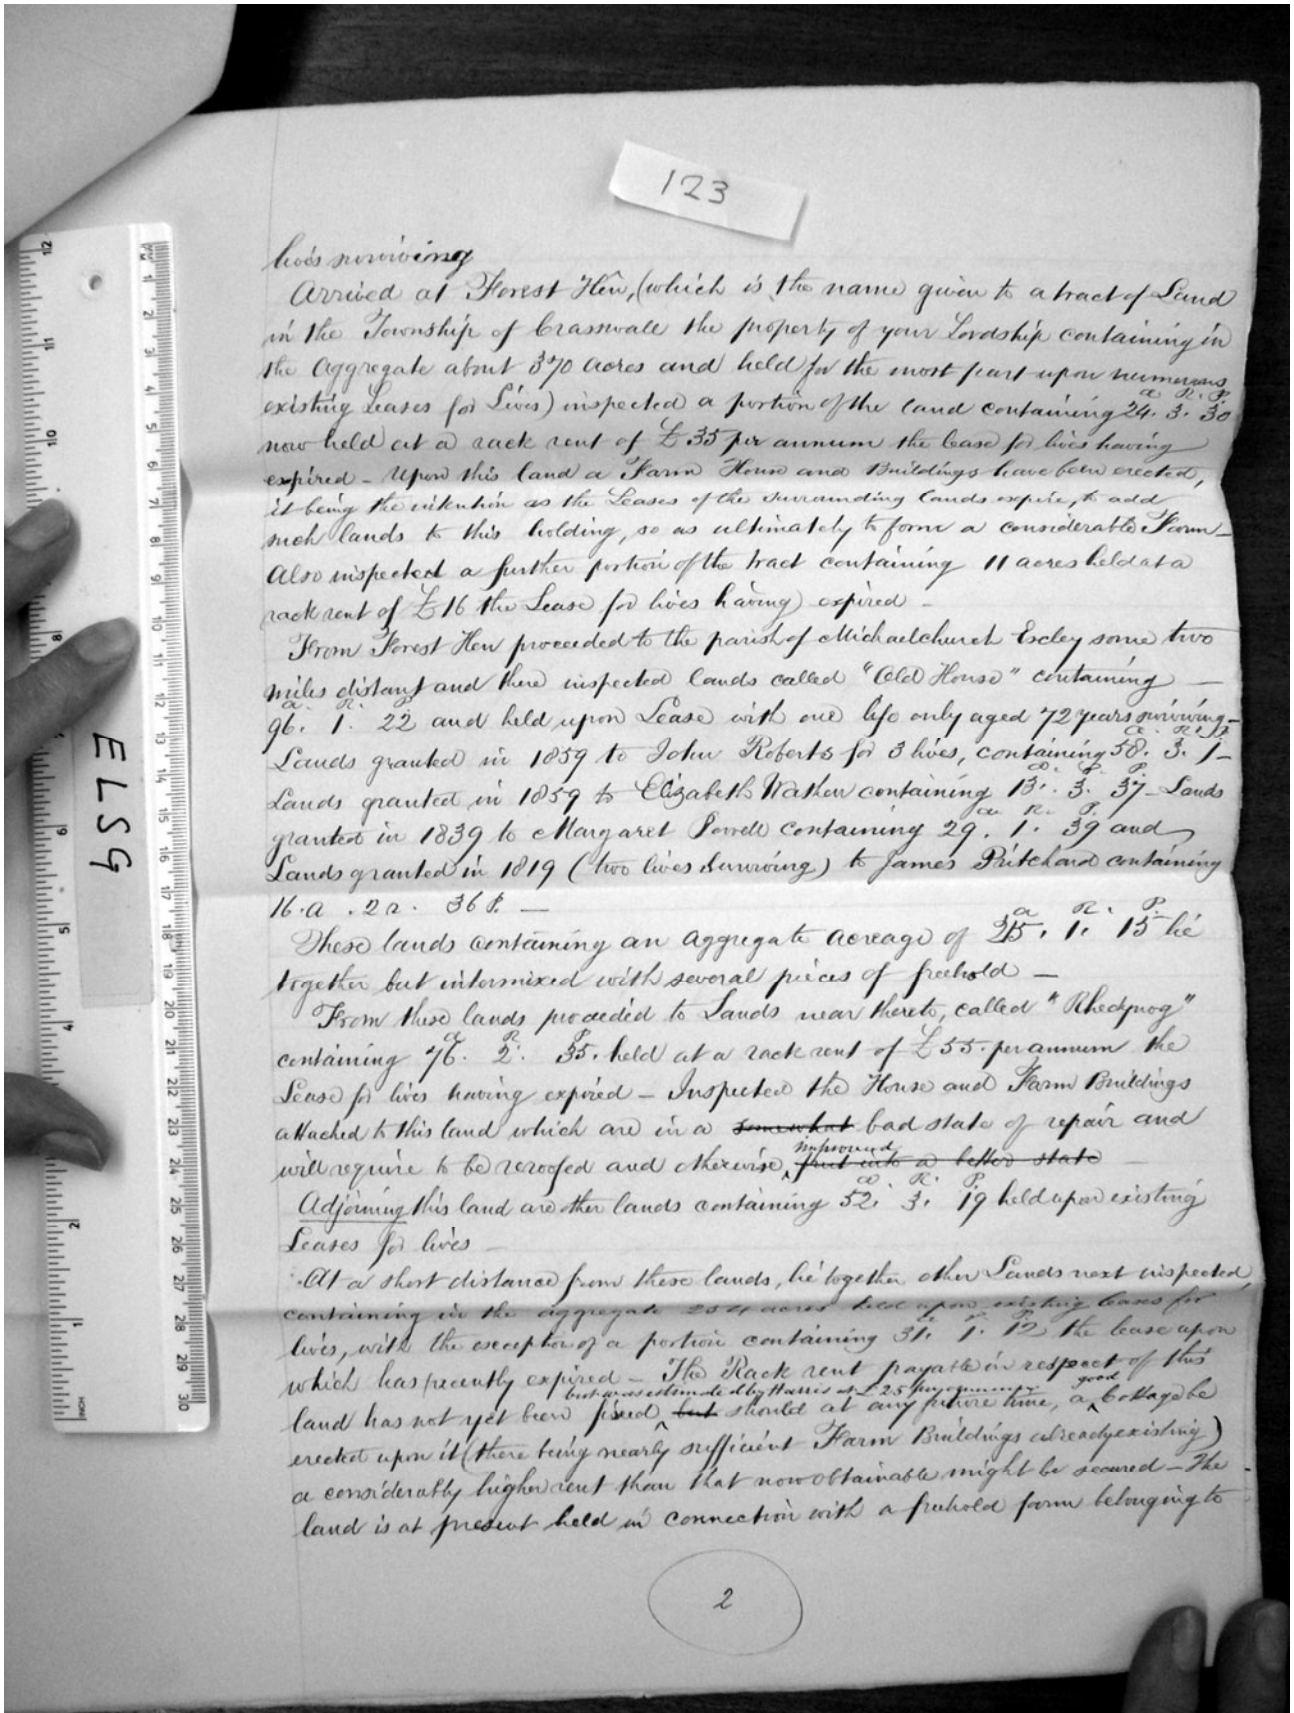 123
lives surviving
Arrived at Forest Hên, (which is the name given to a tract of Land
in the Township of Crasswall the property of your Lordship containing in
the aggregate about 370 acres and held for the most part upon numerous
existing Leases for Lives) inspected a portion of the land containing 24. a 3. R. 30 P.
now held at a rack rent of £35 per annum the lease for lives having
expired - Upon this land a Farm House and Buildings have been erected,
it being the intention as the Leases of the surrounding lands expire, to add
such lands to this holding, so as ultimately to form a considerable Farm -
Also inspected a further portion of the tract containing 11 acres held at a
rack rent of £16 the Lease for lives having expired -
From Forest Hen proceeded to the parish of Michaelchurch Escley some two
miles distant and there inspected lands called "Old House" containing —
96. a. 1. R. 22 P. and held upon Lease with one life only aged 72 years surviving -
Lands granted in 1859 to John Roberts for 3 lives, containing 58. a. 3. R. 1 P. -
Lands granted in 1859 to Elizabeth Watkin containing 13. a. 3. r. 37 P. - Lands
granted in 1839 to Margaret Powell containing 29. a. 1. R. 39 P. and
Lands granted in 1819 (two lives surviving) to James Pritchard containing
16. a . 2 r. 36 P. —
These lands containing an aggregate acreage of 215. a 1. R. 15 P. lie
together but intermixed with several pieces of freehold —
From these lands proceeded to Lands near thereto, called "Rhedynog"
containing 76. a 2. R. 35. P. held at a rack rent of £55. per annum the
Lease for lives having expired - Inspected the House and Farm Buildings
attached to this land which are in a somewhat bad state of repair and
will require to be reroofed and otherwise improved put into a better state —
Adjoining this land are other lands containing 52. a. 3. R. 19 P. held upon existing
Leases for lives -
At a short distance from these lands, lie together other Lands next inspected,
containing in the aggregate 254 acres held upon existing leases for
lives, with the exception of a portion containing 31. a. 1. r. 12 P. the lease upon
which has recently expired - The Rack rent payable in respect of this
land has not yet been fixed but was estimated by Harris at £25 per annum but should at any future time, a good Cottage be
erected upon it (there being nearly sufficient Farm Buildings already existing)
a considerably higher rent than that now obtainable might be secured - The
land is at present held in connection with a freehold farm belonging to
2
ELSG